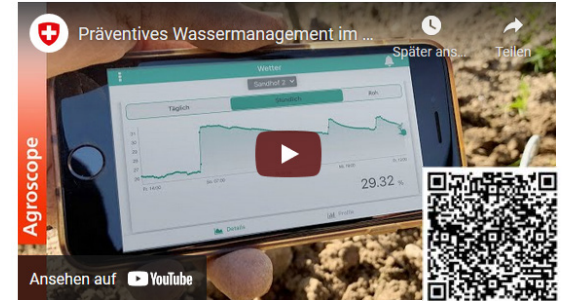 Präventives Wassermanagement im ...
Später ans...
Teilen
Wetter
Sandhof 2
Täglich
Stündlich
Roh
29.32 %
Details
Profile
Agroscope
Ansehen auf YouTube